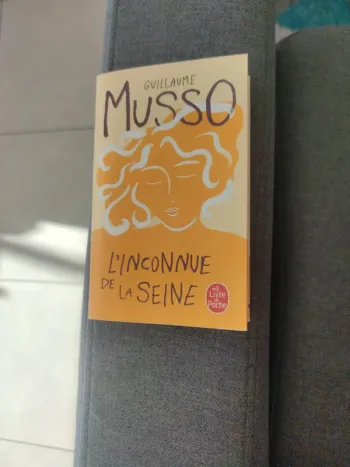 GUILLAUME
MUSSO
L'INCONNUE
DE LA SEINE
Le Livre
de
Poche